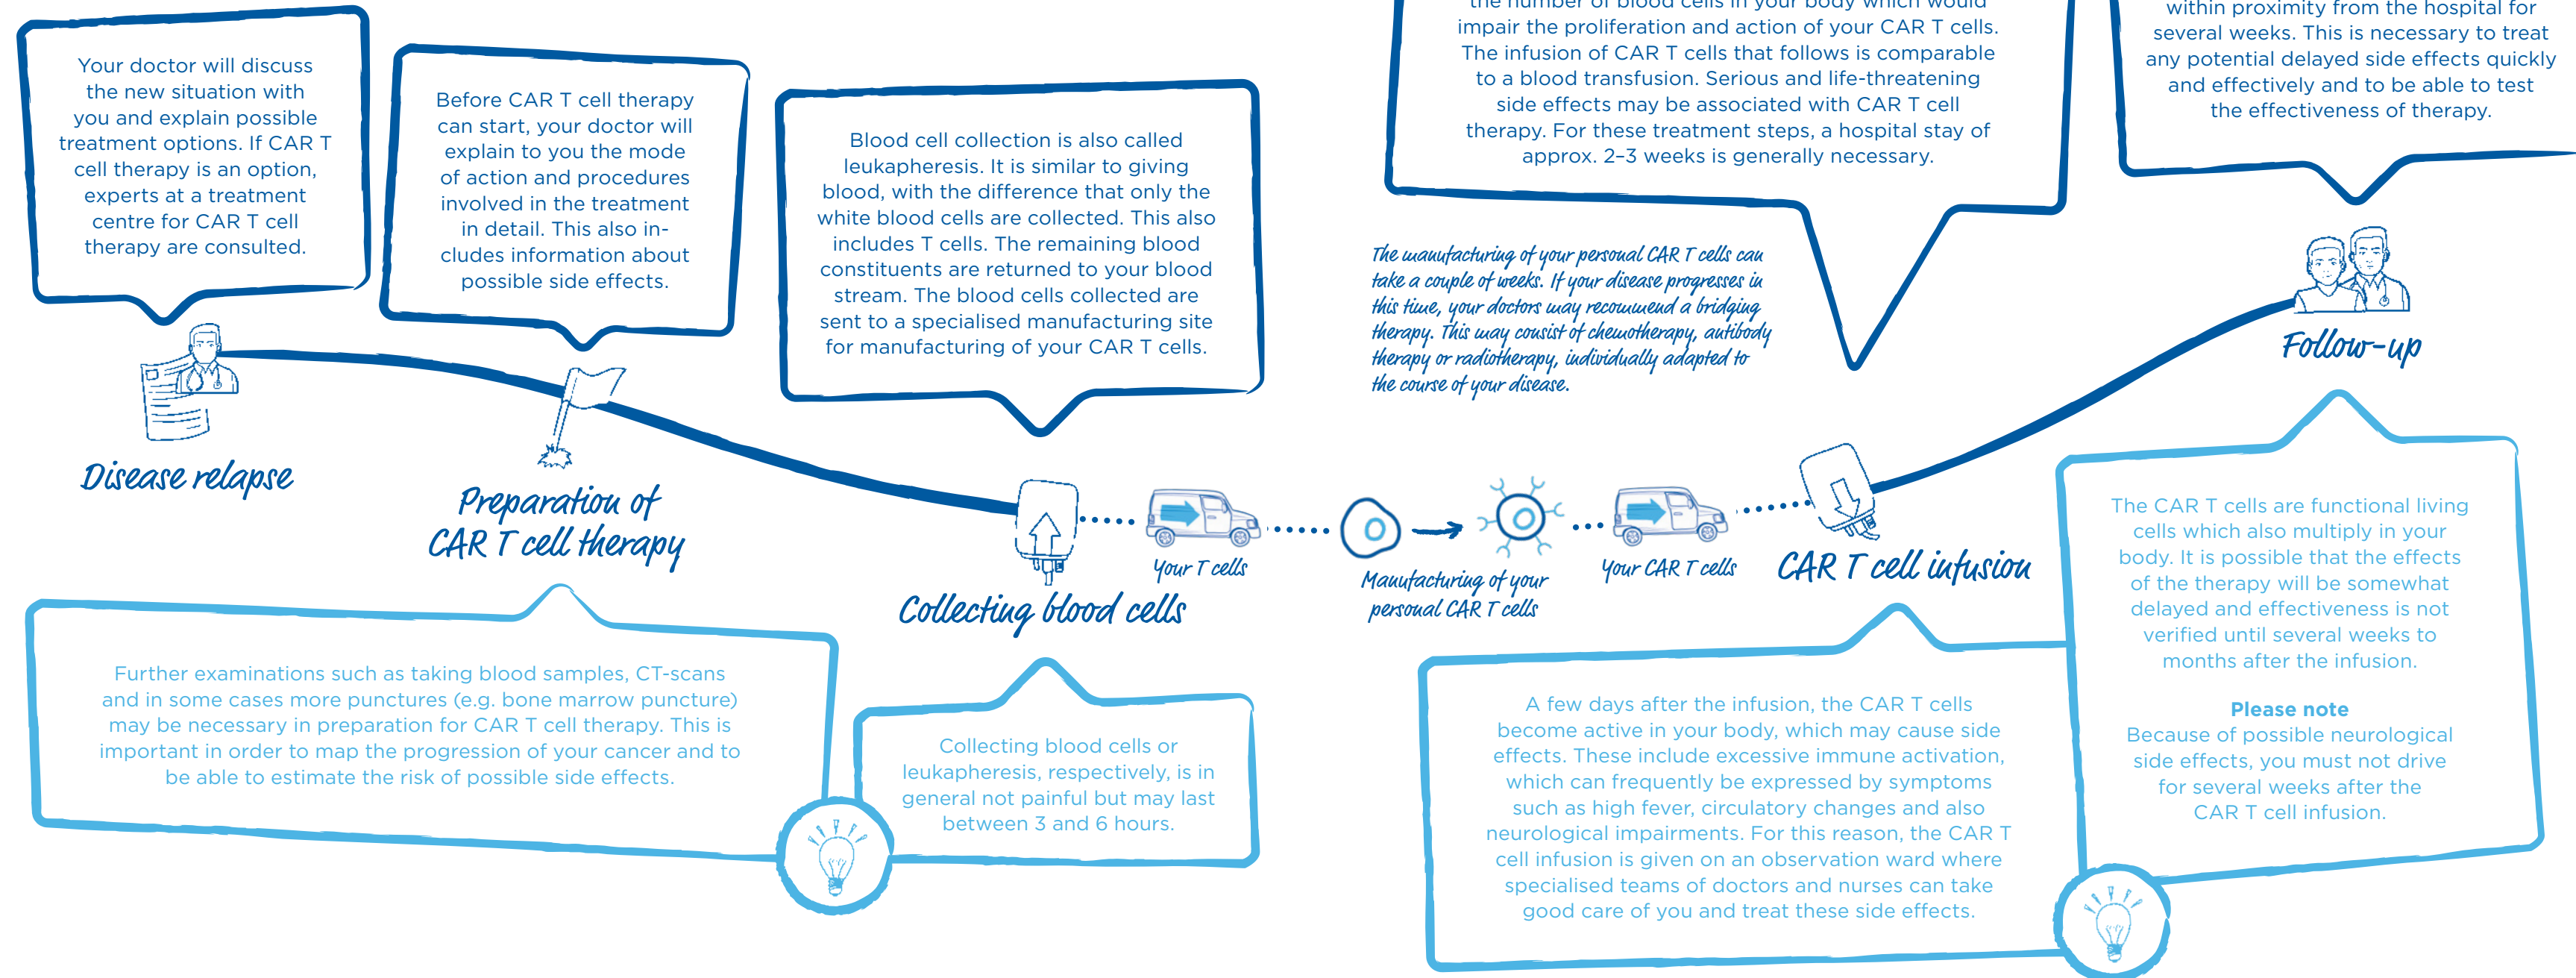 Your doctor will discuss
the new situation with
you and explain possible
treatment options. If CAR T
cell therapy is an option,
experts at a treatment
centre for CAR T cell
therapy are consulted.
Disease relapse
Before CAR T cell therapy
can start, your doctor will
explain to you the mode
of action and procedures
involved in the treatment
in detail. This also in-
cludes information about
possible side effects.
Preparation of
CAR T cell therapy
Further examinations such as taking blood samples, CT-scans
and in some cases more punctures (e.g. bone marrow puncture)
may be necessary in preparation for CAR T cell therapy. This is
important in order to map the progression of your cancer and to
be able to estimate the risk of possible side effects.
Blood cell collection is also called
leukapheresis. It is similar to giving
blood, with the difference that only the
white blood cells are collected. This also
includes T cells. The remaining blood
constituents are returned to your blood
stream. The blood cells collected are
sent to a specialised manufacturing site
for manufacturing of your CAR T cells.
Collecting blood cells
Collecting blood cells or
leukapheresis, respectively, is in
general not painful but may last
between 3 and 6 hours.
Your T cells
The manufacturing of your personal CAR T cells can
take a couple of weeks. If your disease progresses in
this time, your doctors may recommend a bridging
therapy. This may consist of chemotherapy, antibody
therapy or radiotherapy, individually adapted to
the course of your disease.
Manufacturing of your
personal CAR T cells
Your CAR T cells
the number of blood cells in your body which would
impair the proliferation and action of your CAR T cells.
The infusion of CAR T cells that follows is comparable
to a blood transfusion. Serious and life-threatening
side effects may be associated with CAR T cell
therapy. For these treatment steps, a hospital stay of
approx. 2–3 weeks is generally necessary.
CAR T cell infusion
A few days after the infusion, the CAR T cells
become active in your body, which may cause side
effects. These include excessive immune activation,
which can frequently be expressed by symptoms
such as high fever, circulatory changes and also
neurological impairments. For this reason, the CAR T
cell infusion is given on an observation ward where
specialised teams of doctors and nurses can take
good care of you and treat these side effects.
within proximity from the hospital for
several weeks. This is necessary to treat
any potential delayed side effects quickly
and effectively and to be able to test
the effectiveness of therapy.
Follow-up
The CAR T cells are functional living
cells which also multiply in your
body. It is possible that the effects
of the therapy will be somewhat
delayed and effectiveness is not
verified until several weeks to
months after the infusion.
Please note
Because of possible neurological
side effects, you must not drive
for several weeks after the
CAR T cell infusion.